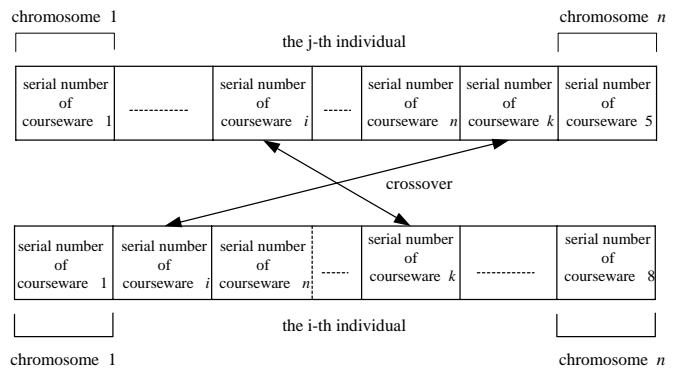 chromosome 1
chromosome n
the j-th individual
serial number
of
courseware 1
serial number
of
courseware i
serial number
of
courseware n
serial number
of
courseware k
serial number
of
courseware 5
crossover
serial number
of
courseware 1
serial number
of
courseware i
serial number
of
courseware n
serial number
of
courseware k
serial number
of
courseware 8
the i-th individual
chromosome 1
chromosome n